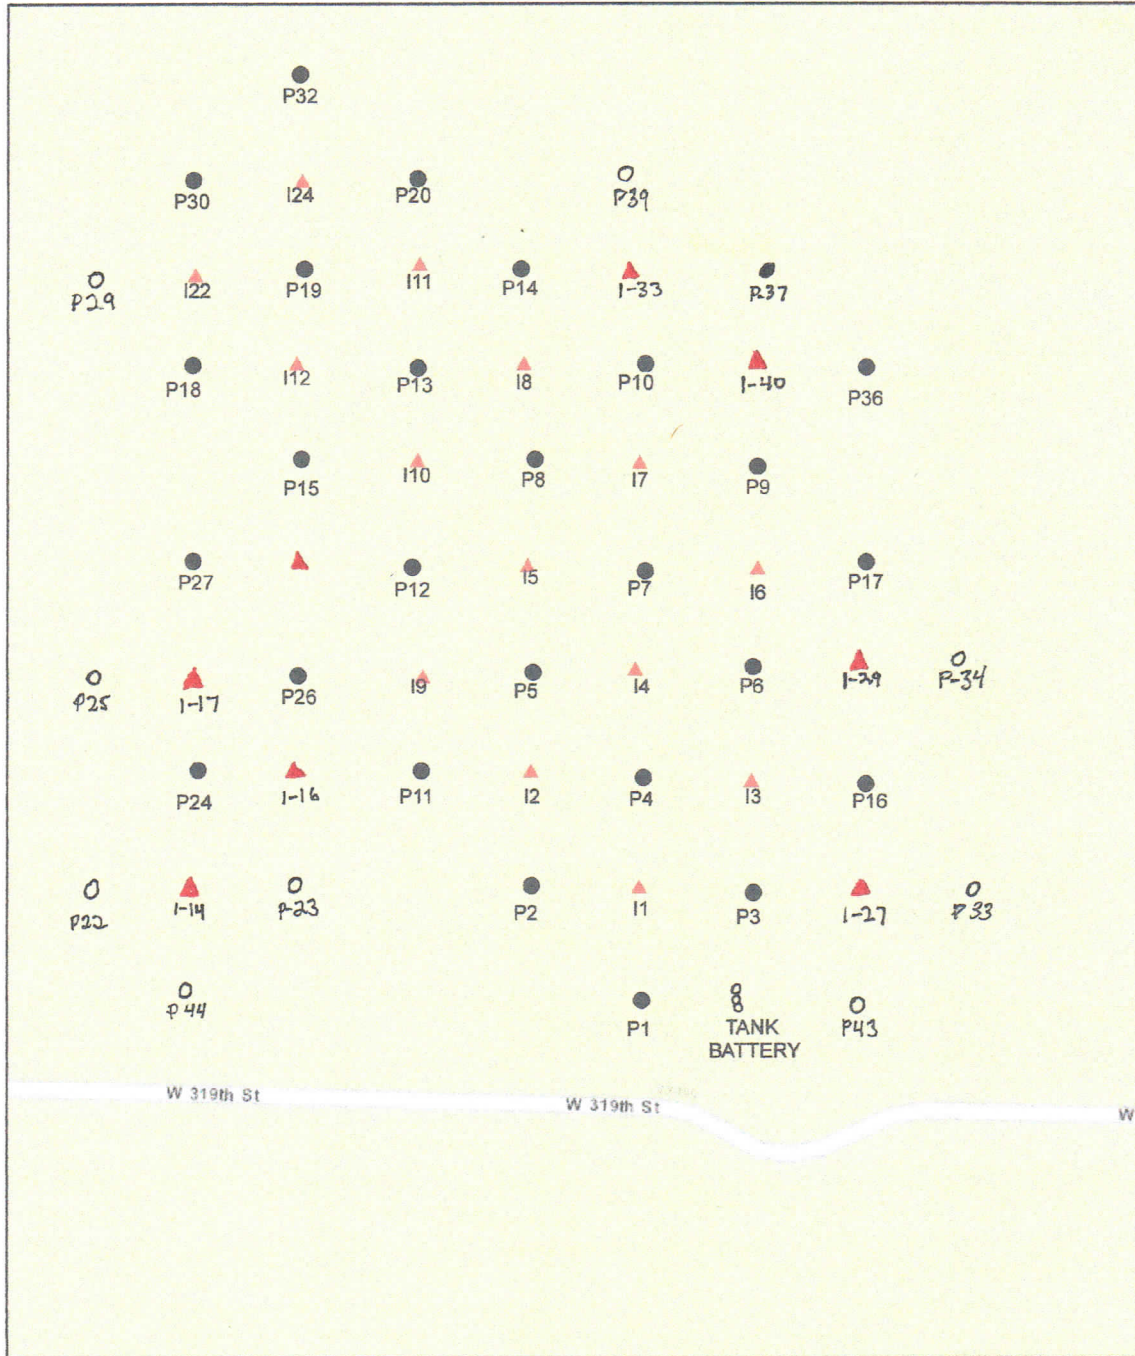 P32
P30 I24 P20 P39
P29 I22 P19 I11 P14 I-33 P37
P18 I12 P13 I8 P10 I-40 P36
P15 I10 P8 I7 P9
P27 P12 I5 P7 I6 P17
P25 I-17 P26 I9 P5 I4 P6 I-29 P-34
P24 I-16 P11 I2 P4 I3 P16
P22 I-14 P-23 P2 I1 P3 I-27 P33
P44 P1 TANK P43
BATTERY
W 319th St W 319th St W